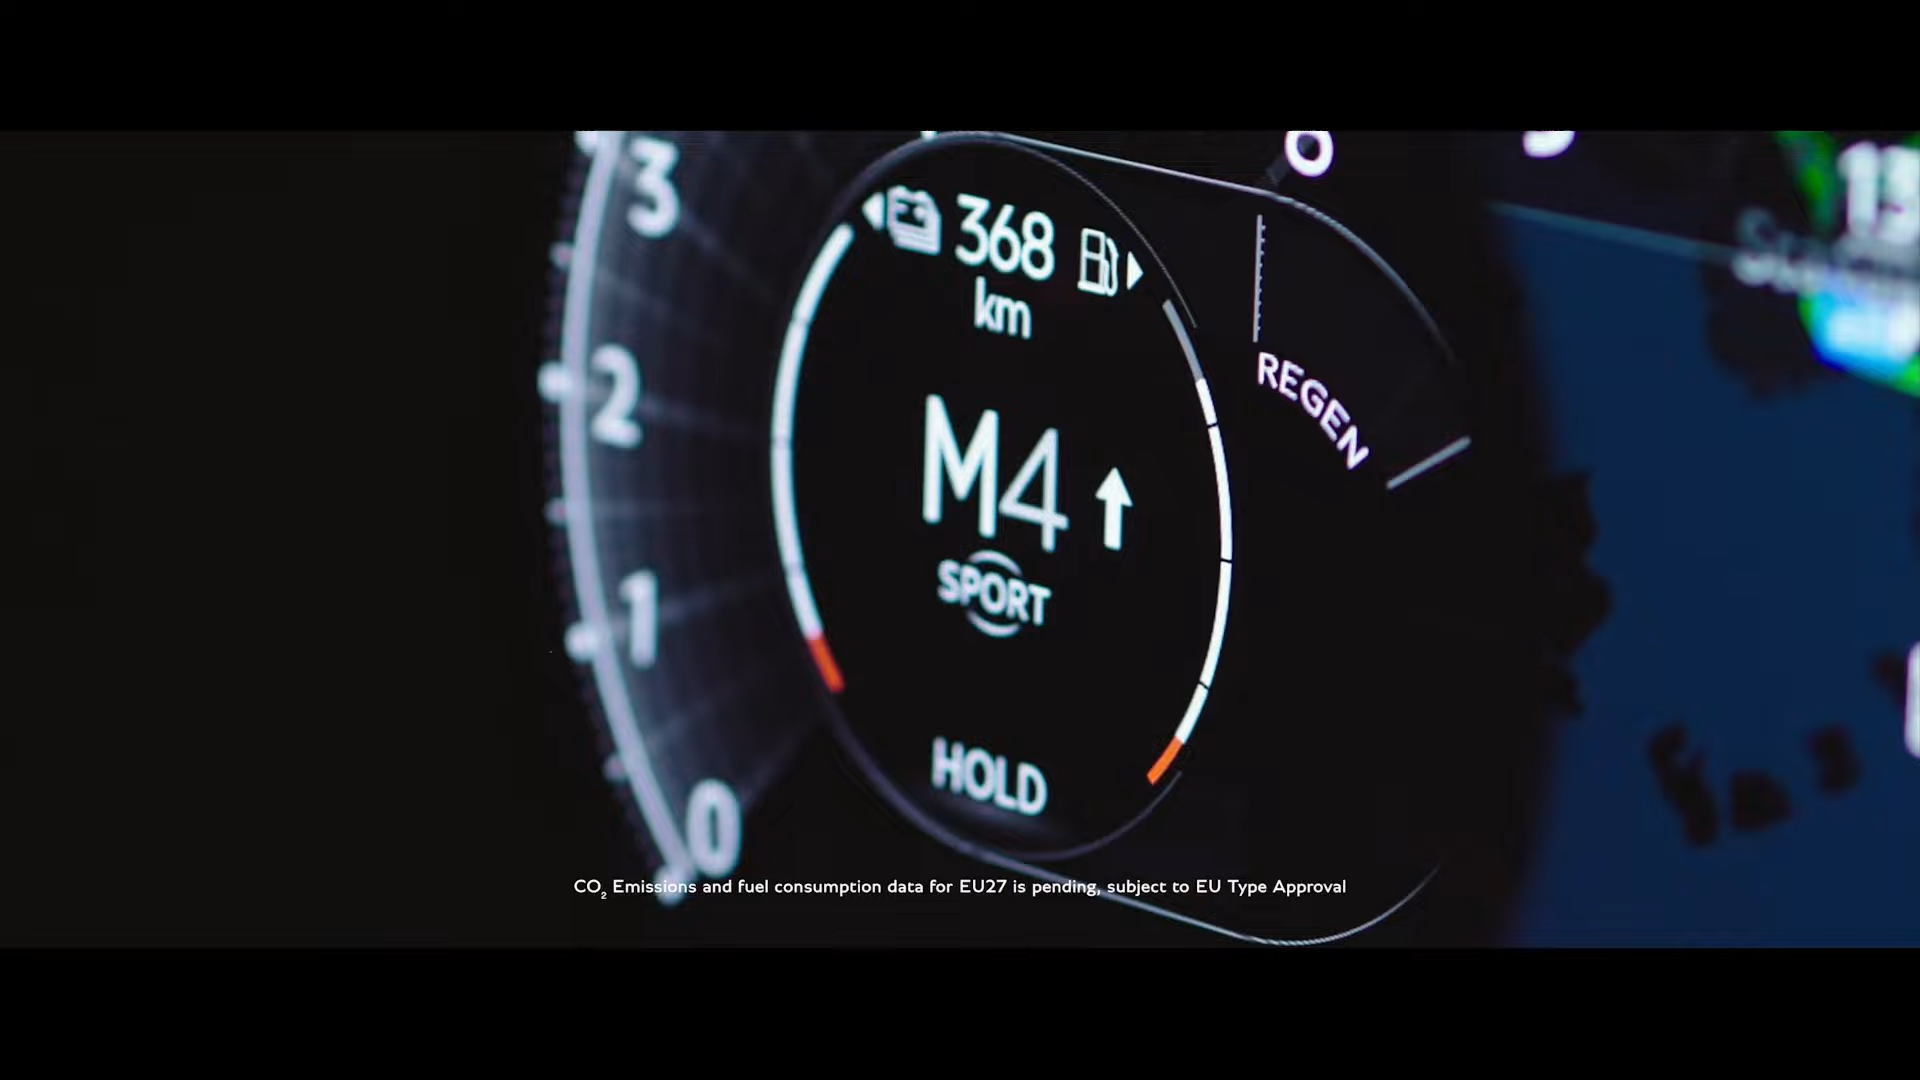 3
2
1
0
368
km
M4
SPORT
HOLD
6
REGEN
CO₂ Emissions and fuel consumption data for EU27 is pending, subject to EU Type Approval